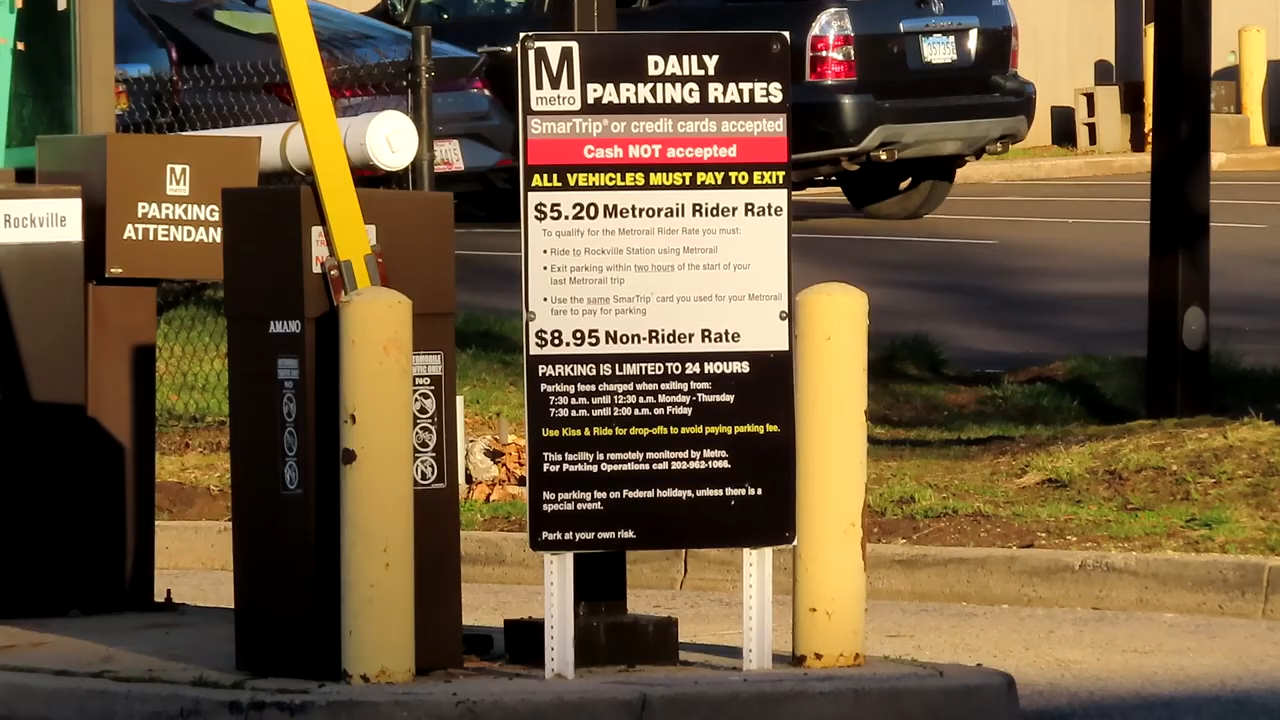 M
metro
DAILY
PARKING RATES
SmarTrip® or credit cards accepted
Cash NOT accepted
ALL VEHICLES MUST PAY TO EXIT
$5.20 Metrorail Rider Rate
To qualify for the Metrorail Rider Rate you must:
• Ride to Rockville Station using Metrorail
• Exit parking within two hours of the start of your
last Metrorail trip
• Use the same SmarTrip® card you used for your Metrorail
fare to pay for parking
$8.95 Non-Rider Rate
PARKING IS LIMITED TO 24 HOURS
Parking fees charged when exiting from:
7:30 a.m. until 12:30 a.m. Monday - Thursday
7:30 a.m. until 2:00 a.m. on Friday
Use Kiss & Ride for drop-offs to avoid paying parking fee.
This facility is remotely monitored by Metro.
For Parking Operations call 202-962-1066.
No parking fee on Federal holidays, unless there is a
special event.
Park at your own risk.
Rockville
M
metro
PARKING
ATTENDAN
AMANO
NO